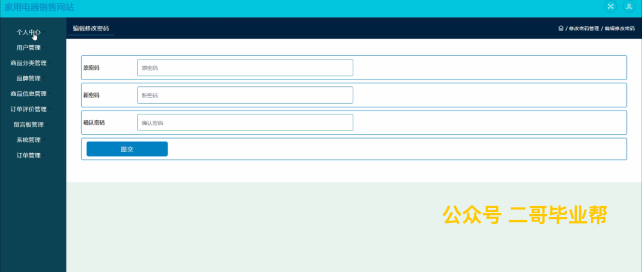 家用电器销售网站
编辑修改密码
/ 修改密码管理 / 编辑修改密码
个人中心
用户管理
商品分类管理
品牌管理
商品信息管理
订单评价管理
留言板管理
系统管理
订单管理
原密码
原密码
新密码
新密码
确认密码
确认密码
提交
公众号 二哥毕业帮